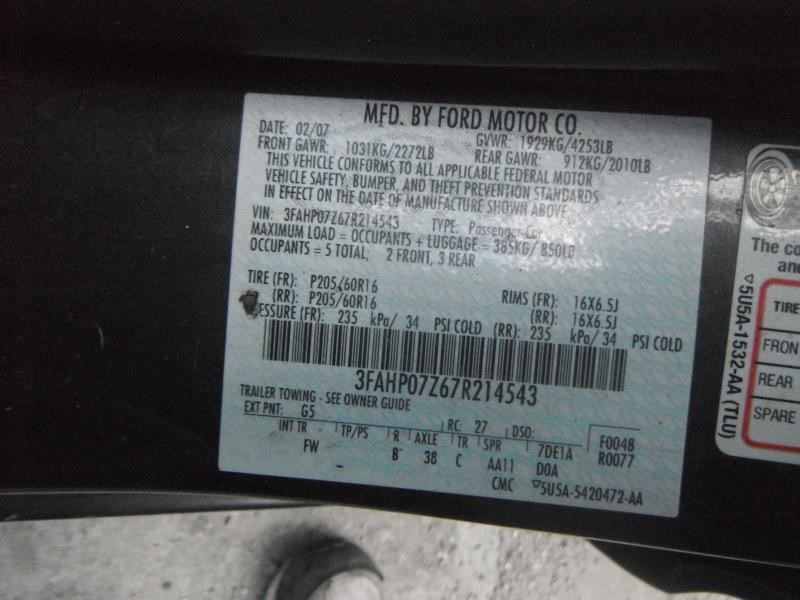 MFD. BY FORD MOTOR CO.
DATE: 02/07 GVWR: 1929KG/4253LB
FRONT GAWR: 1031KG/2272LB REAR GAWR: 912KG/2010LB
THIS VEHICLE CONFORMS TO ALL APPLICABLE FEDERAL MOTOR
VEHICLE SAFETY, BUMPER, AND THEFT PREVENTION STANDARDS
IN EFFECT ON THE DATE OF MANUFACTURE SHOWN ABOVE.
VIN: 3FAHP07Z67R214543 TYPE: Passenger Car
MAXIMUM LOAD = OCCUPANTS + LUGGAGE = 385KG/ 850LB
OCCUPANTS = 5 TOTAL; 2 FRONT, 3 REAR
TIRE (FR): P205/60R16 RIMS (FR): 16X6.5J
(RR): P205/60R16 (RR): 16X6.5J
ESSURE (FR): 235 kPa/ 34 PSI COLD (RR): 235 kPa/ 34 PSI COLD
3FAHP07Z67R214543
TRAILER TOWING - SEE OWNER GUIDE
EXT PNT: G5 RC: 27 DSO:
INT TR TP/PS R AXLE TR SPR 7DE1A F0048
FW B 38 C AA11 D0A R0077
CMC 5U5A-5420472-AA
The co
an
TIRE
FRON
REAR
SPARE
5U5A-1532-AA (TLU)